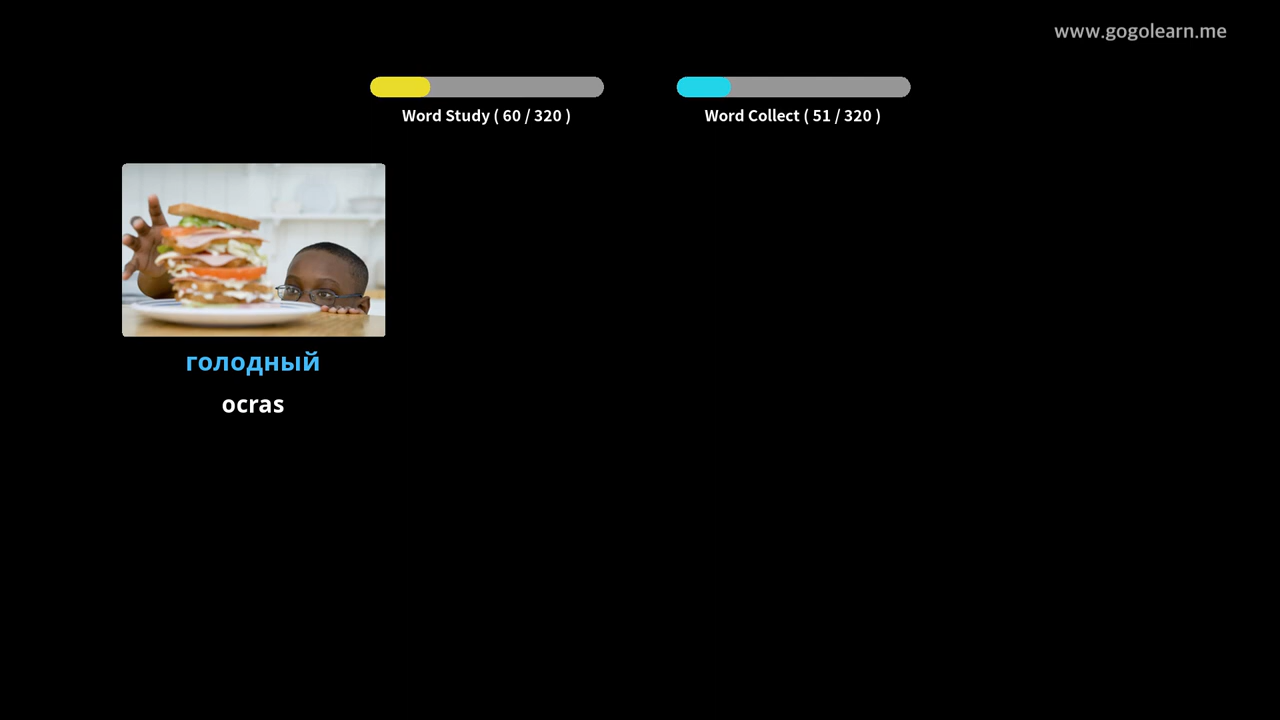 www.gogolearn.me
Word Study ( 60 / 320 )
Word Collect ( 51 / 320 )
голодный
ocras